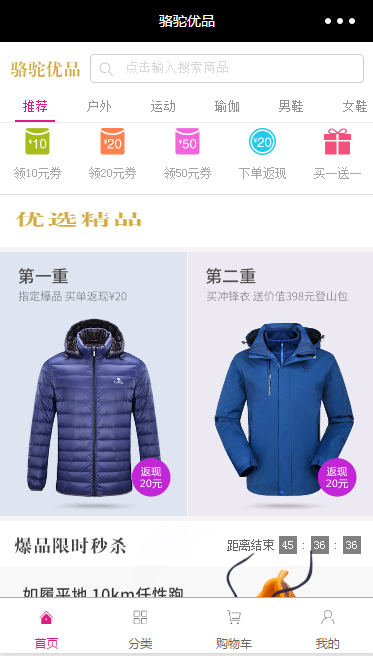 骆驼优品
骆驼优品 点击输入搜索商品
推荐 户外 运动 瑜伽 男鞋 女鞋
¥10 ¥20 ¥50 ¥20
领10元券 领20元券 领50元券 下单返现 买一送一
优选精品
第一重 第二重
指定爆品 买单返现¥20 买冲锋衣 送价值398元登山包
返现 返现
20元 20元
爆品限时秒杀 距离结束 45 : 36 : 36
如履平地 10km任性跑
首页 分类 购物车 我的